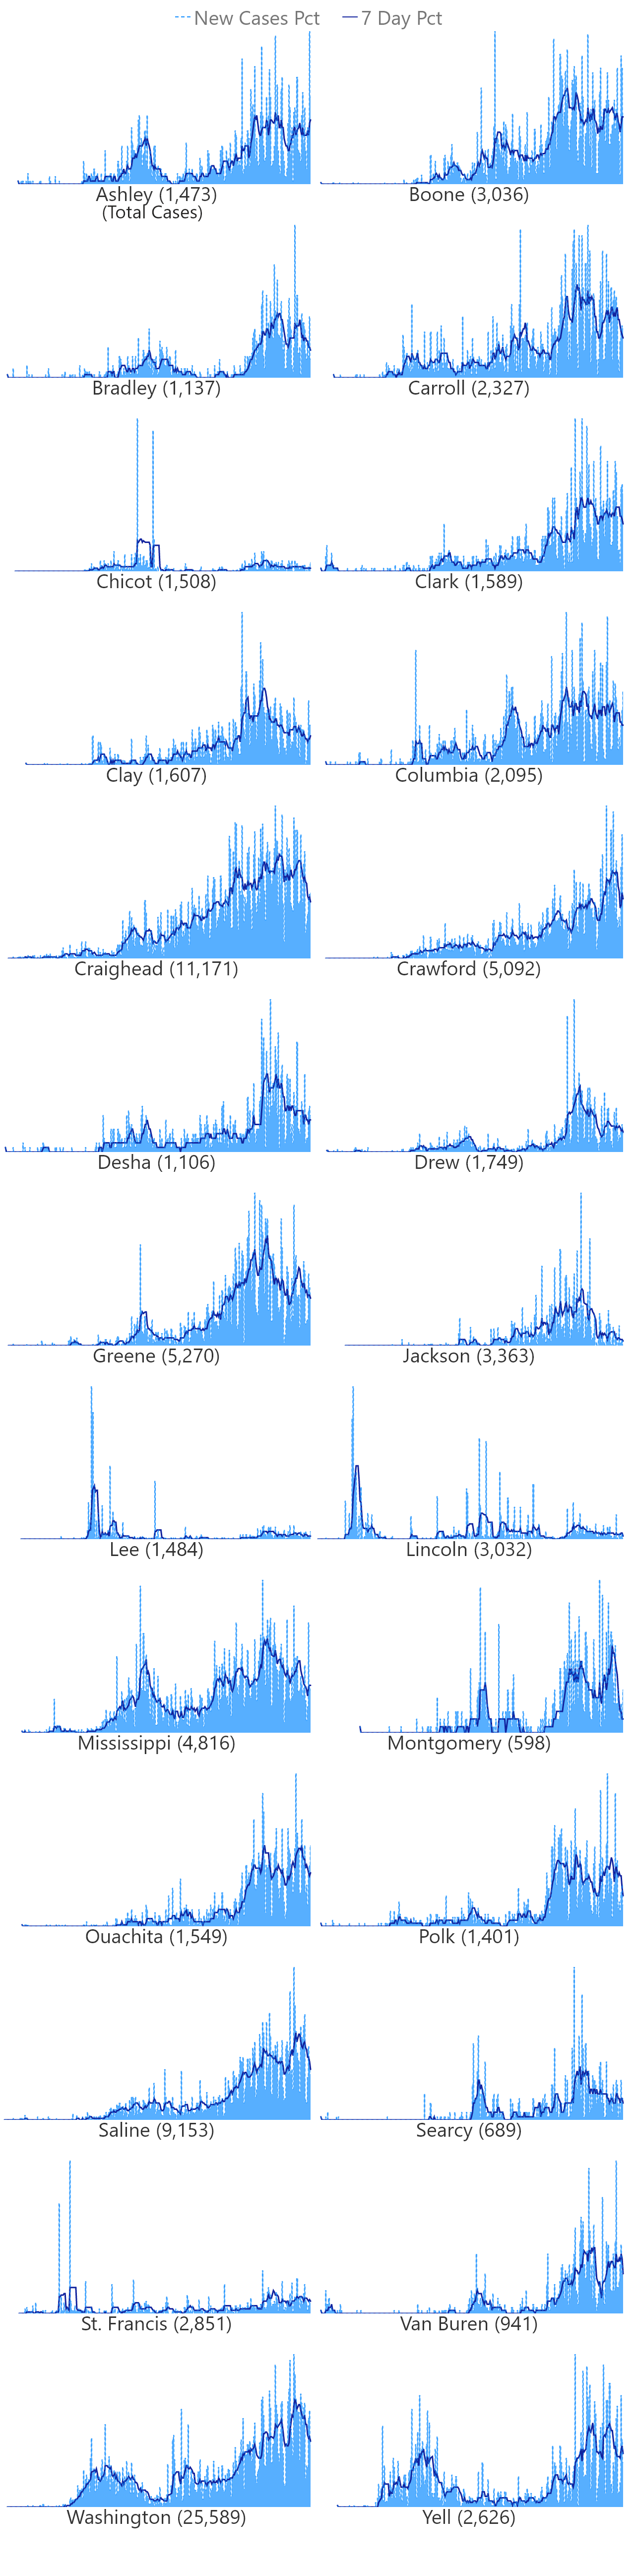 New Cases Pct 7 Day Pct
Ashley (1,473) Boone (3,036)
(Total Cases)
Bradley (1,137) Carroll (2,327)
Chicot (1,508) Clark (1,589)
Clay (1,607) Columbia (2,095)
Craighead (11,171) Crawford (5,092)
Desha (1,106) Drew (1,749)
Greene (5,270) Jackson (3,363)
Lee (1,484) Lincoln (3,032)
Mississippi (4,816) Montgomery (598)
Ouachita (1,549) Polk (1,401)
Saline (9,153) Searcy (689)
St. Francis (2,851) Van Buren (941)
Washington (25,589) Yell (2,626)